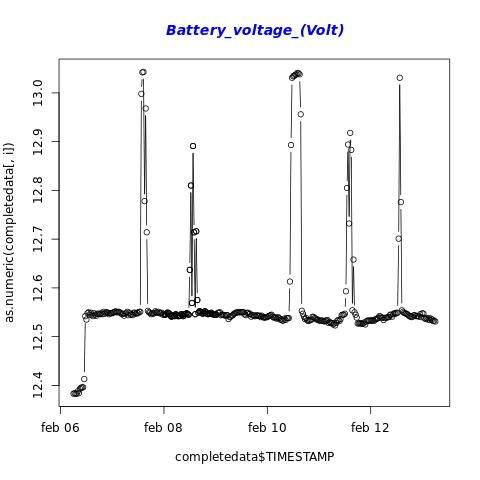 Battery_voltage_(Volt)
as.numeric(completedata[, i])
13.0
12.9
12.8
12.7
12.6
12.5
12.4
feb 06 feb 08 feb 10 feb 12
completedata$TIMESTAMP